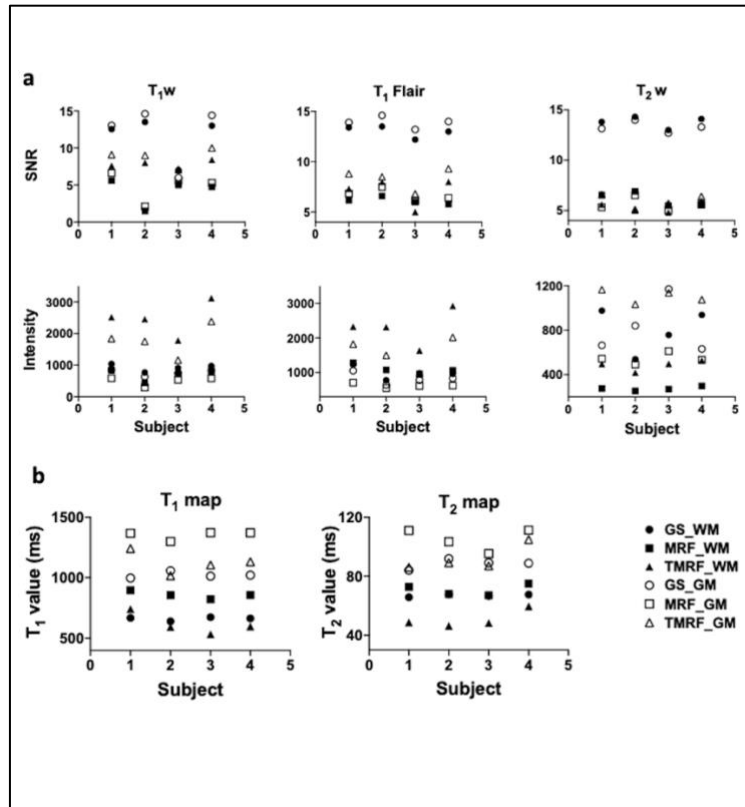 a
T1w
T1 Flair
T2 w
SNR
15
10
5
0
0 1 2 3 4 5
15
10
5
0 1 2 3 4 5
15
10
5
0 1 2 3 4 5
Intensity
3000
2000
1000
0
0 1 2 3 4 5
3000
2000
1000
0 1 2 3 4 5
1200
800
400
0 1 2 3 4 5
Subject
Subject
Subject
b
T1 map
T2 map
T1 value (ms)
1500
1000
500
0 1 2 3 4 5
Subject
T2 value (ms)
120
80
40
0 1 2 3 4 5
Subject
GS_WM
MRF_WM
TMRF_WM
GS_GM
MRF_GM
TMRF_GM